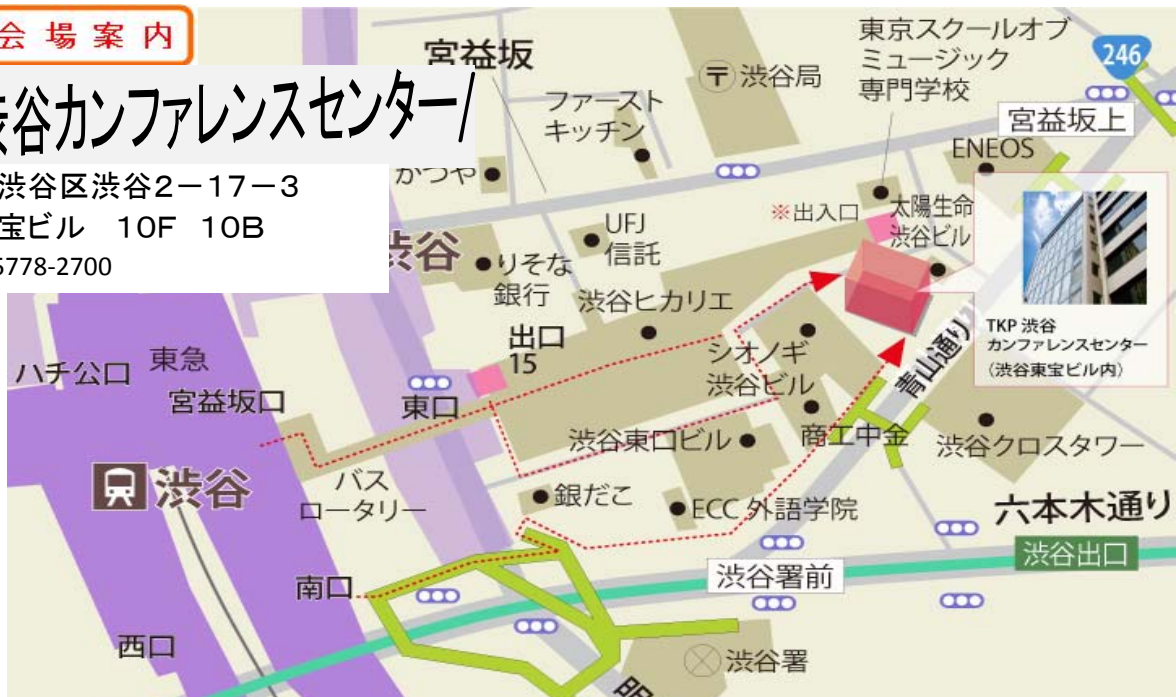 会場案内
渋谷カンファレンスセンター/
渋谷区渋谷2－17－3
宝ビル 10F 10B
5778-2700
宮益坂
ファースト
キッチン
〒渋谷局
東京スクールオブ
ミュージック
専門学校
246
宮益坂上
ENEOS
かつや
※出入口
太陽生命
渋谷ビル
UFJ
信託
渋谷
りそな
銀行
渋谷ヒカリエ
出口
15
シオノギ
渋谷ビル
青山通り
TKP 渋谷
カンファレンスセンター
(渋谷東宝ビル内)
ハチ公口
東急
宮益坂口
東口
渋谷東口ビル
商工中金
渋谷クロスタワー
渋谷
バス
ロータリー
銀だこ
ECC 外語学院
六本木通り
渋谷出口
渋谷署前
南口
西口
渋谷署
明